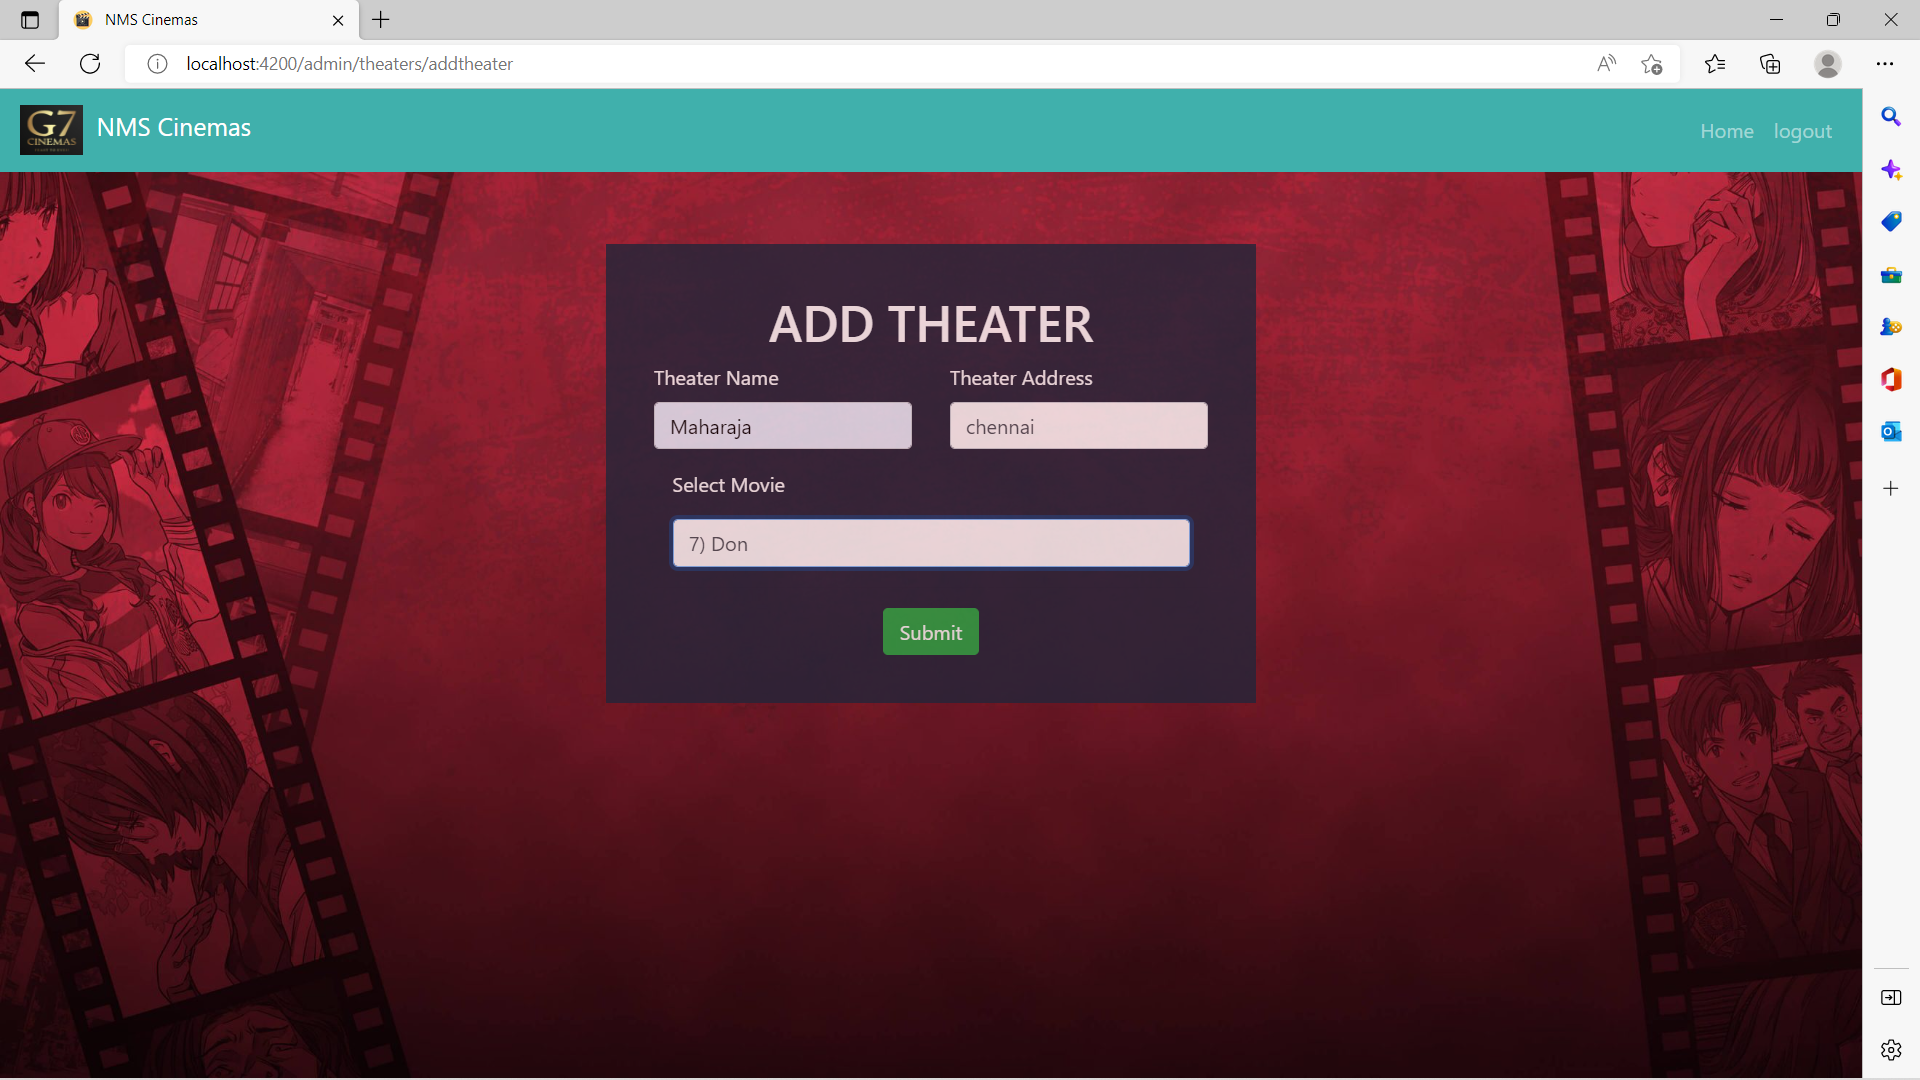 NMS Cinemas
localhost:4200/admin/theaters/addtheater
G7
CINEMAS
NMS Cinemas
Home
logout
ADD THEATER
Theater Name
Theater Address
Maharaja
chennai
Select Movie
7) Don
Submit